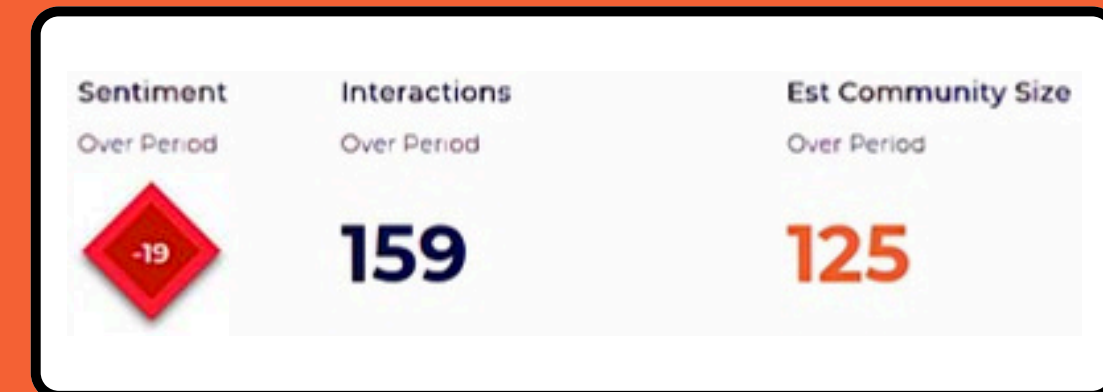 Sentiment
Over Period
-19
Interactions
Over Period
159
Est Community Size
Over Period
125